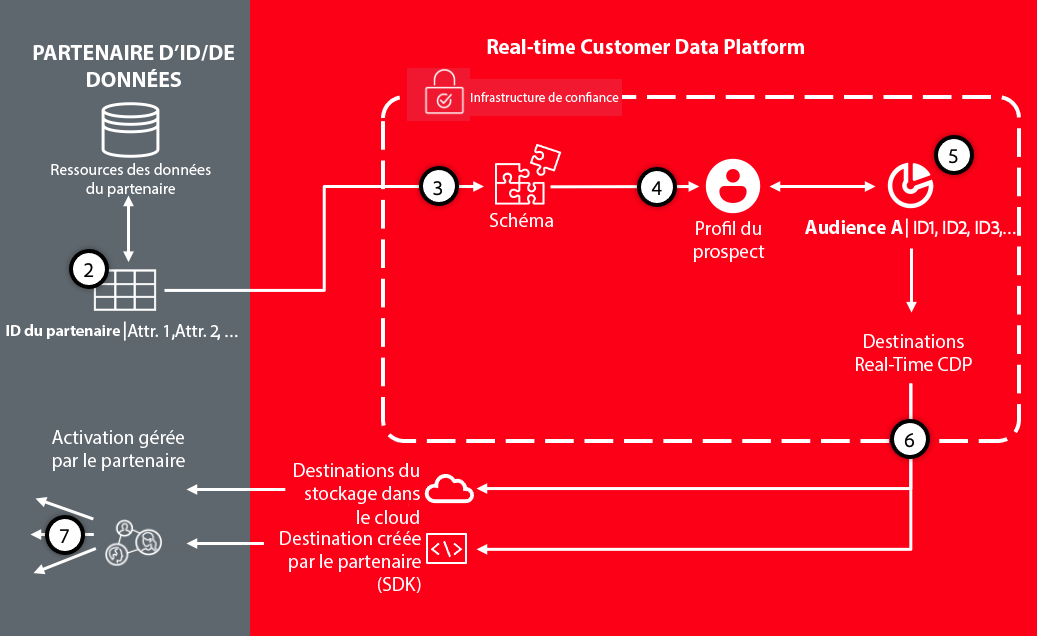 PARTENAIRE D’ID/DE
DONNÉES
Ressources des données
du partenaire
2
ID du partenaire|Attr. 1,Attr. 2, ...
Activation gérée
par le partenaire
7
Real-time Customer Data Platform
Infrastructure de confiance
3
Schéma
4
Profil du
prospect
5
Audience A| ID1, ID2, ID3,...
Destinations
Real-Time CDP
6
Destinations du
stockage dans
le cloud
Destination créée
par le partenaire
(SDK)